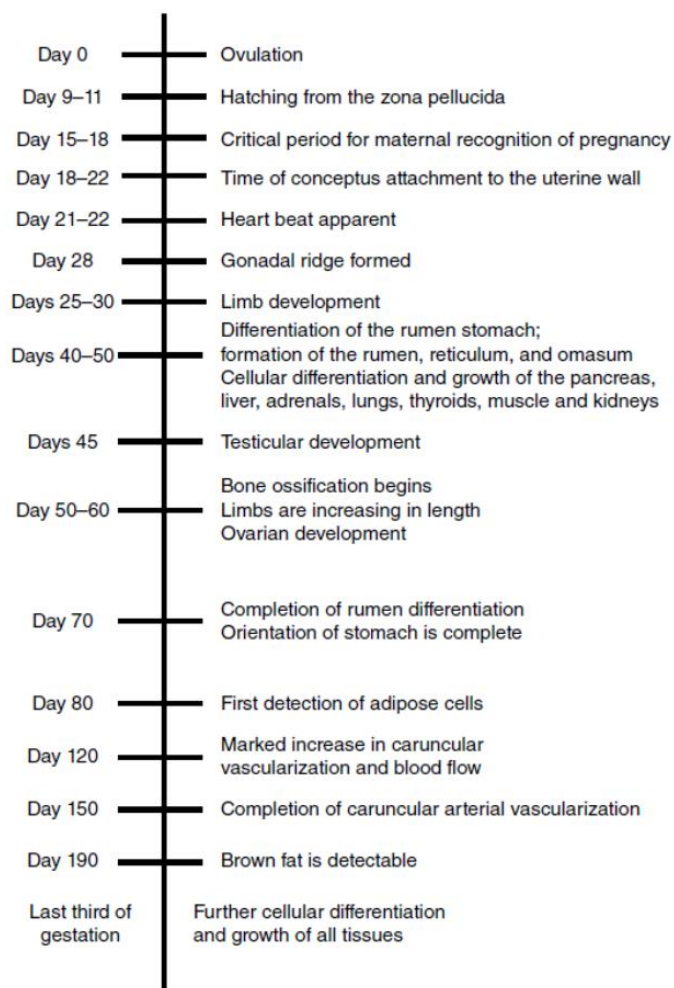 Day 0 Ovulation
Day 9–11 Hatching from the zona pellucida
Day 15–18 Critical period for maternal recognition of pregnancy
Day 18–22 Time of conceptus attachment to the uterine wall
Day 21–22 Heart beat apparent
Day 28 Gonadal ridge formed
Days 25–30 Limb development
Differentiation of the rumen stomach;
Days 40–50 formation of the rumen, reticulum, and omasum
Cellular differentiation and growth of the pancreas,
liver, adrenals, lungs, thyroids, muscle and kidneys
Days 45 Testicular development
Bone ossification begins
Day 50–60 Limbs are increasing in length
Ovarian development
Day 70 Completion of rumen differentiation
Orientation of stomach is complete
Day 80 First detection of adipose cells
Day 120 Marked increase in caruncular
vascularization and blood flow
Day 150 Completion of caruncular arterial vascularization
Day 190 Brown fat is detectable
Last third of Further cellular differentiation
gestation and growth of all tissues